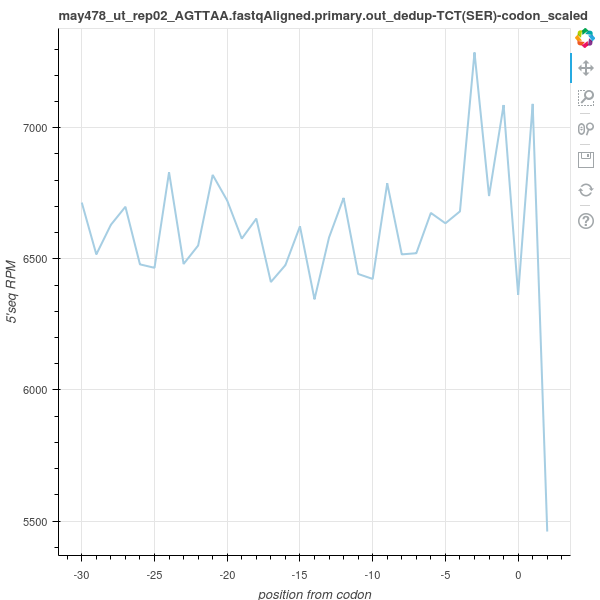 may478_ut_rep02_AGTTAA.fastqAligned.primary.out_dedup-TCT(SER)-codon_scaled
7000
6500
6000
5500
5'seq RPM
-30 -25 -20 -15 -10 -5 0
position from codon